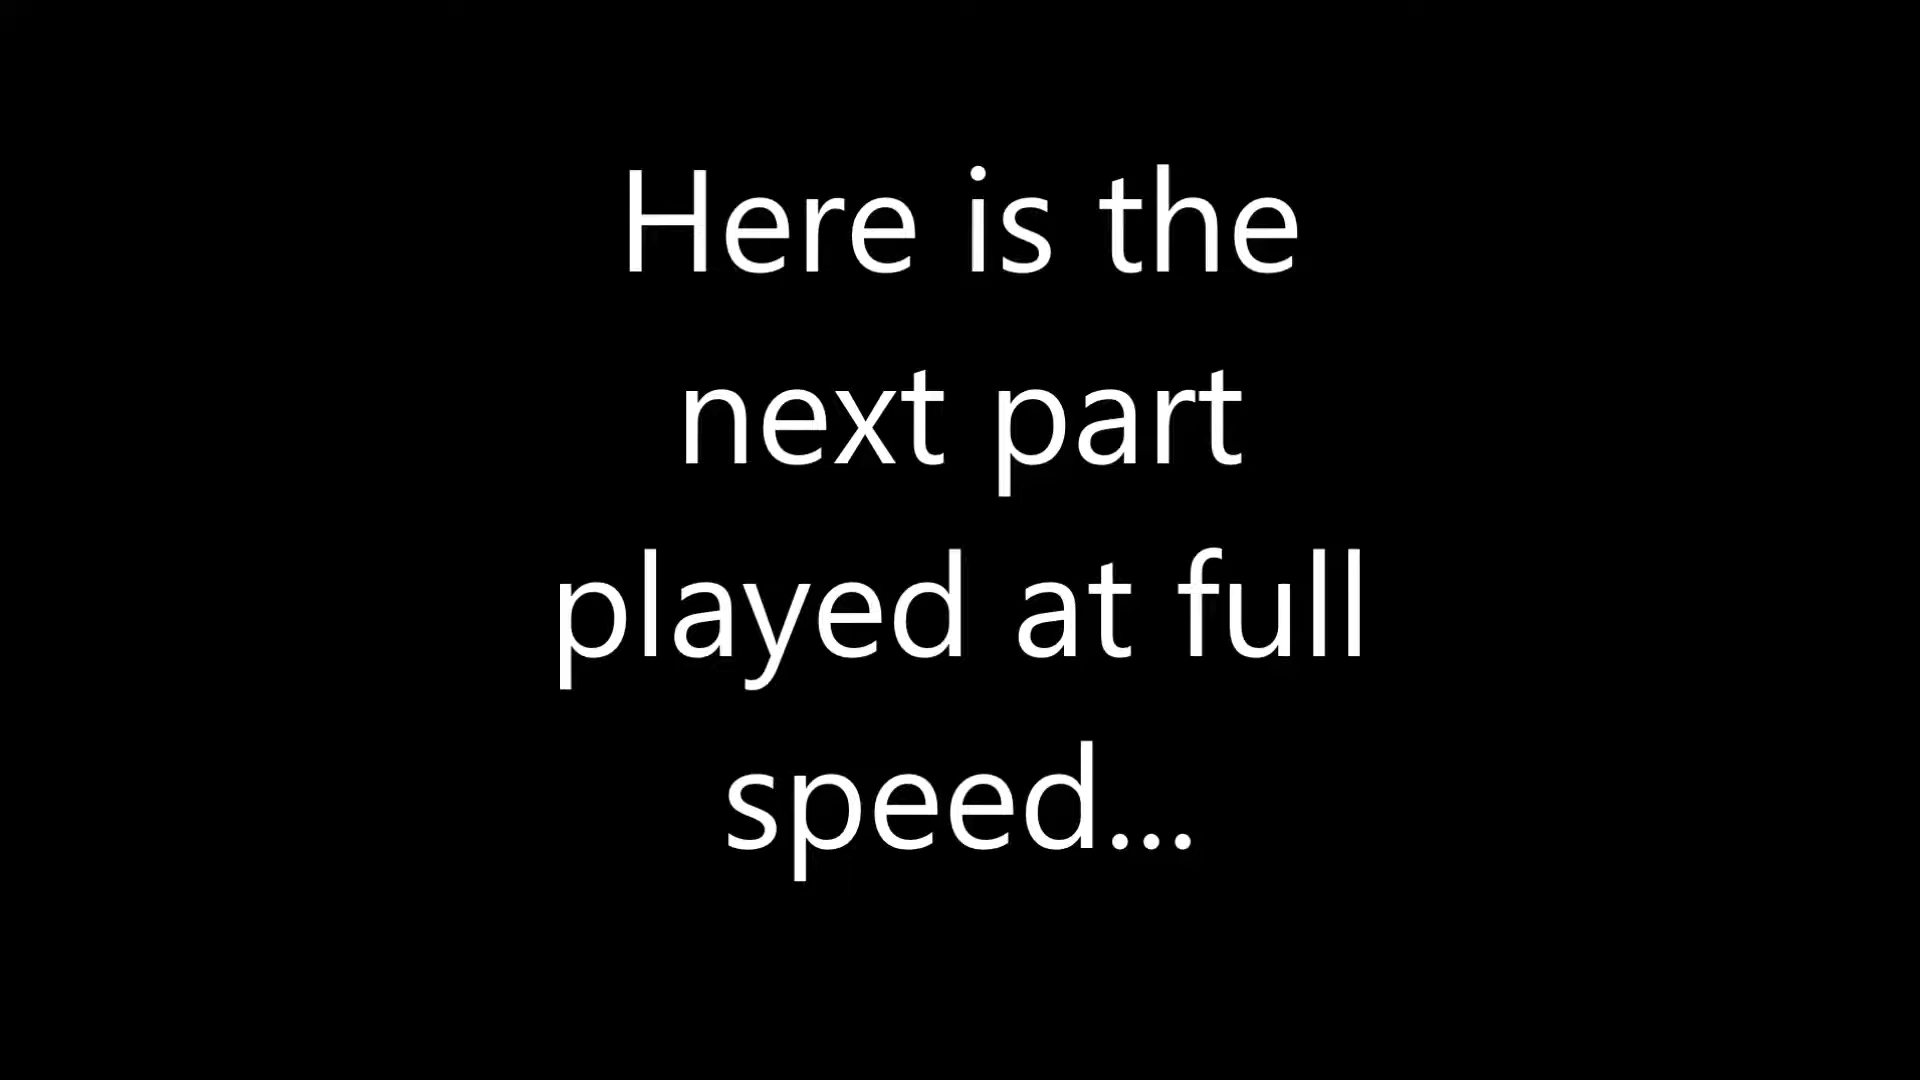 Here is the
next part
played at full
speed...